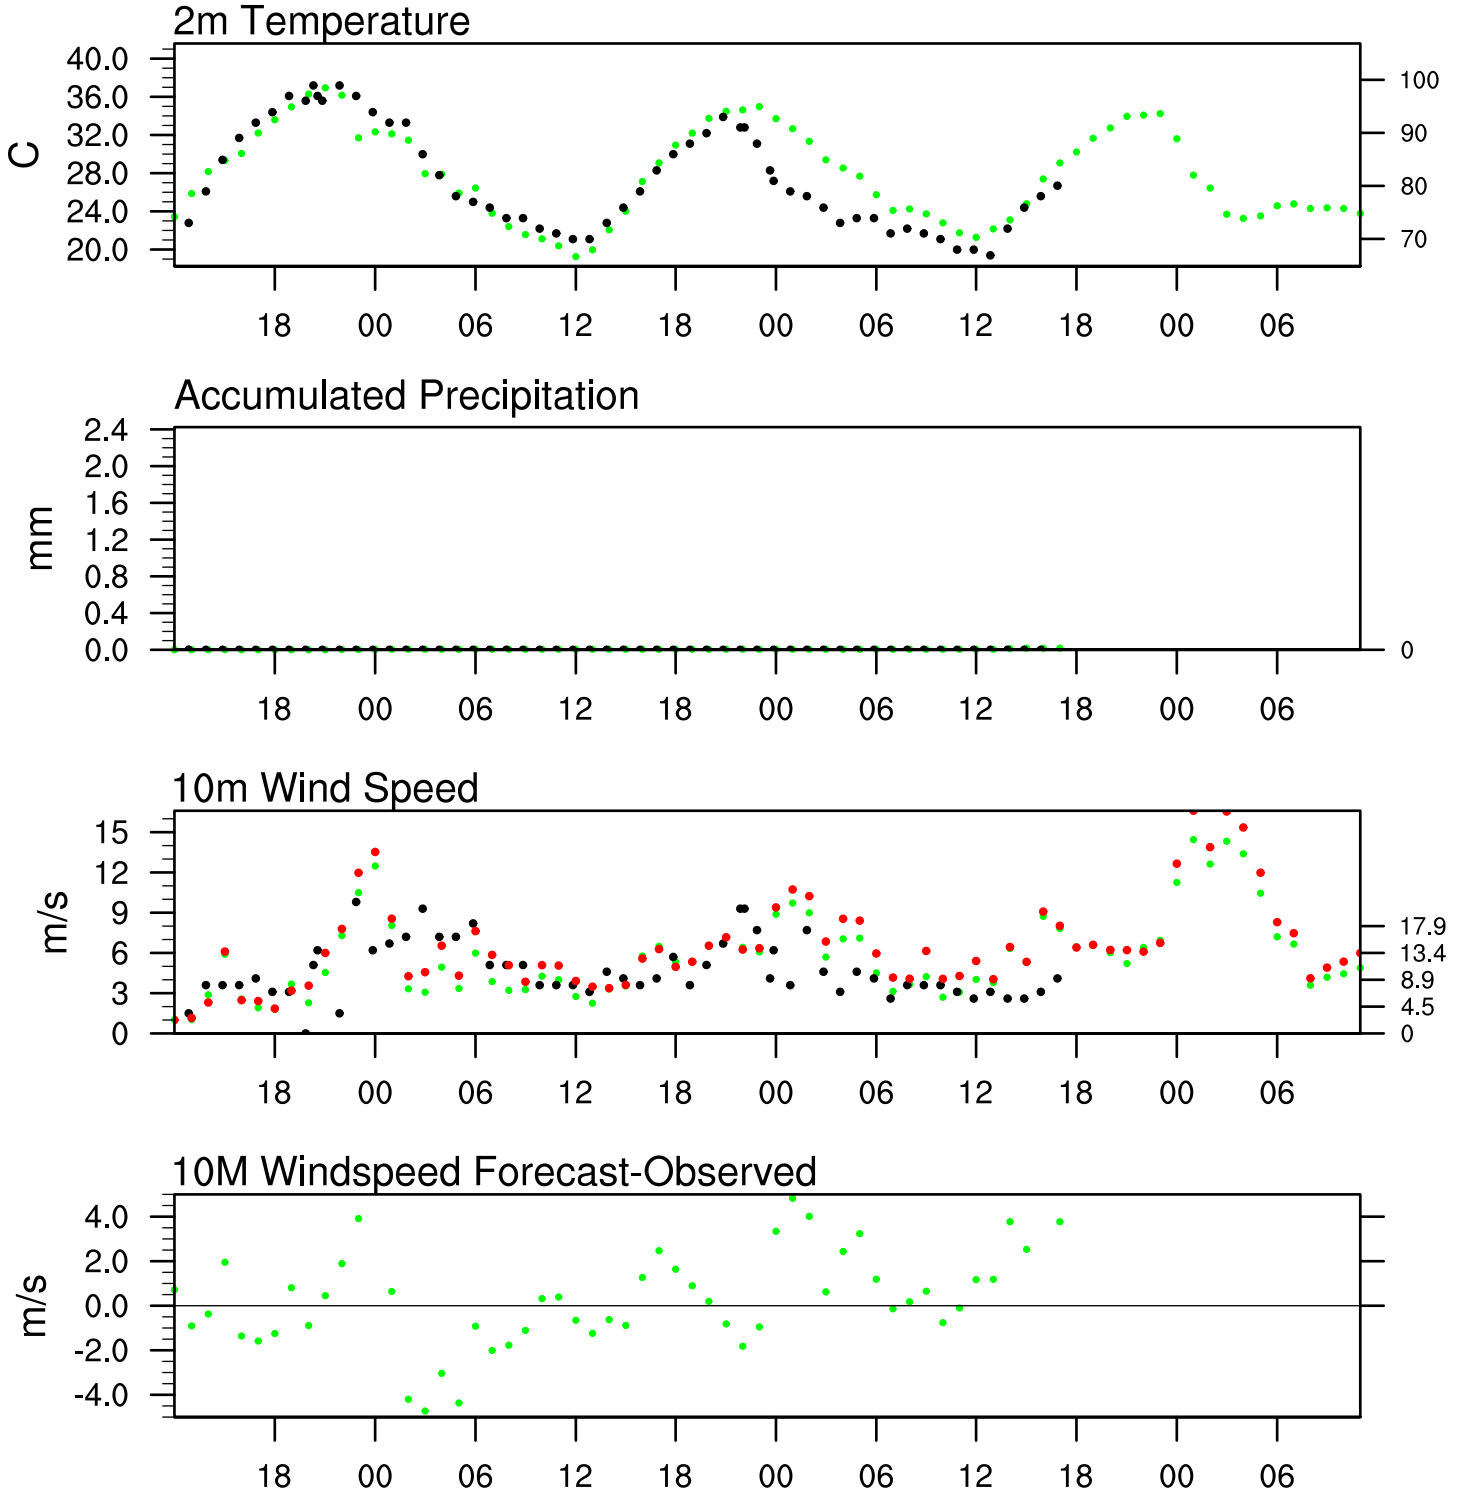 2m Temperature
40.0
36.0
32.0
28.0
24.0
20.0
C
100
90
80
70
18 00 06 12 18 00 06 12 18 00 06
Accumulated Precipitation
2.4
2.0
1.6
1.2
0.8
0.4
0.0
mm
0
18 00 06 12 18 00 06 12 18 00 06
10m Wind Speed
15
12
9
6
3
0
m/s
17.9
13.4
8.9
4.5
0
18 00 06 12 18 00 06 12 18 00 06
10M Windspeed Forecast-Observed
4.0
2.0
0.0
-2.0
-4.0
m/s
18 00 06 12 18 00 06 12 18 00 06